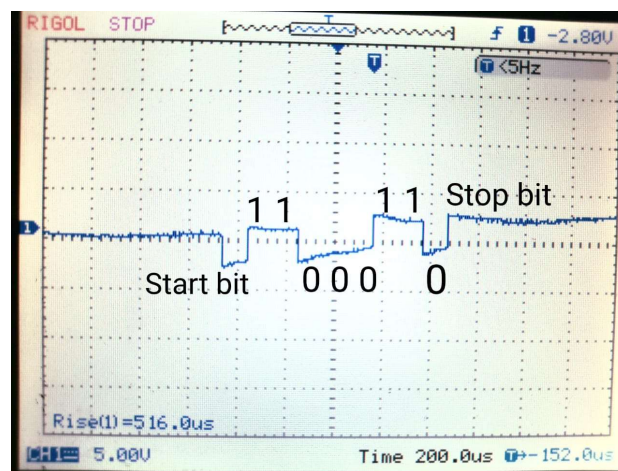 RIGOL STOP T 1 -2.80V
T <5Hz
T
1 1 1 1 Stop bit
1
Start bit 0 0 0 0
Rise(1)=516.0us
CH1 5.00V Time 200.0us T→-152.0us